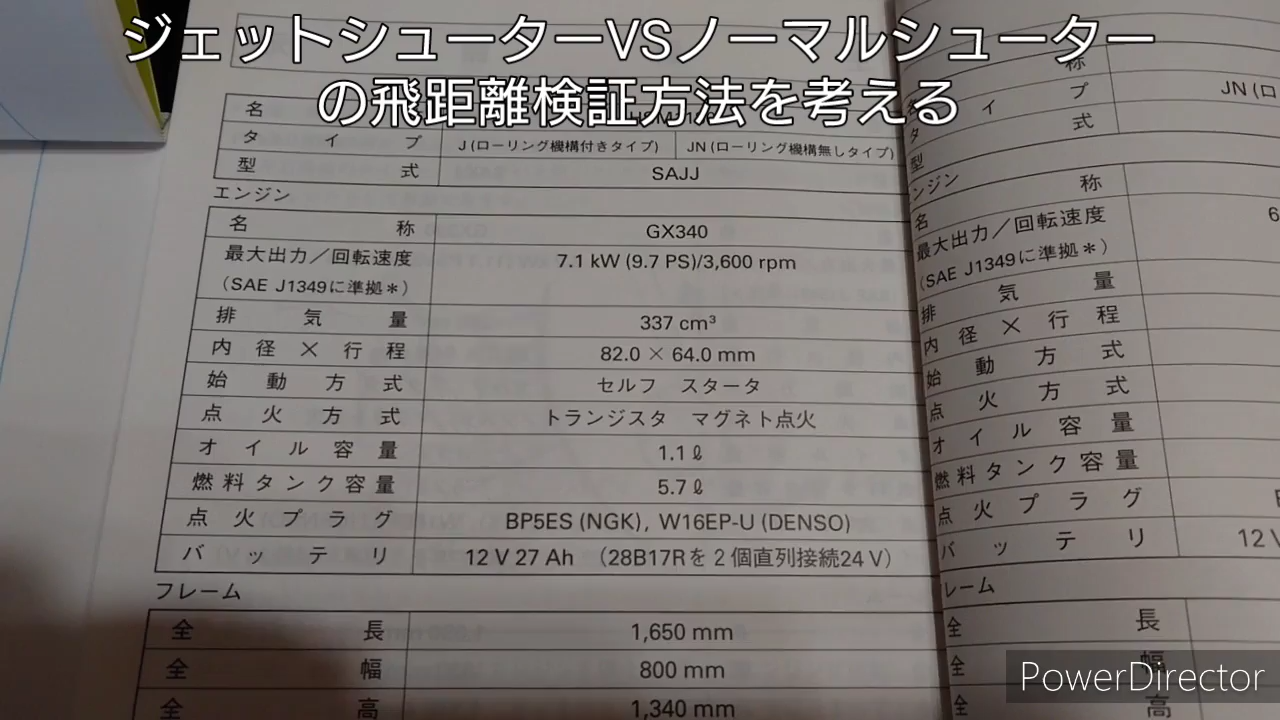 ジェットシューターVSノーマルシューター
の飛距離検証方法を考える
名
タイプ J(ローリング機構付きタイプ) JN(ローリング機構無しタイプ)
型式 SAJJ
エンジン
名称 GX340
最大出力/回転速度 7.1 kW (9.7 PS)/3,600 rpm
(SAE J1349に準拠*)
排気量 337 cm³
内径×行程 82.0 × 64.0 mm
始動方式 セルフ スタータ
点火方式 トランジスタ マグネト点火
オイル容量 1.1 ℓ
燃料タンク容量 5.7 ℓ
点火プラグ BP5ES (NGK), W16EP-U (DENSO)
バッテリ 12 V 27 Ah (28B17Rを2個直列接続24 V)
フレーム
全長 1,650 mm
全幅 800 mm
全高 1,340 mm
称
タイプ JN (ロ
型式
ンジン
名称
最大出力/回転速度 6
(SAE J1349に準拠*)
排気量
内径×行程
始動方式
点火方式
オイル容量
燃料タンク容量
点火プラグ
バッテリ 12 V
レーム
全長
全幅
全高
PowerDirector